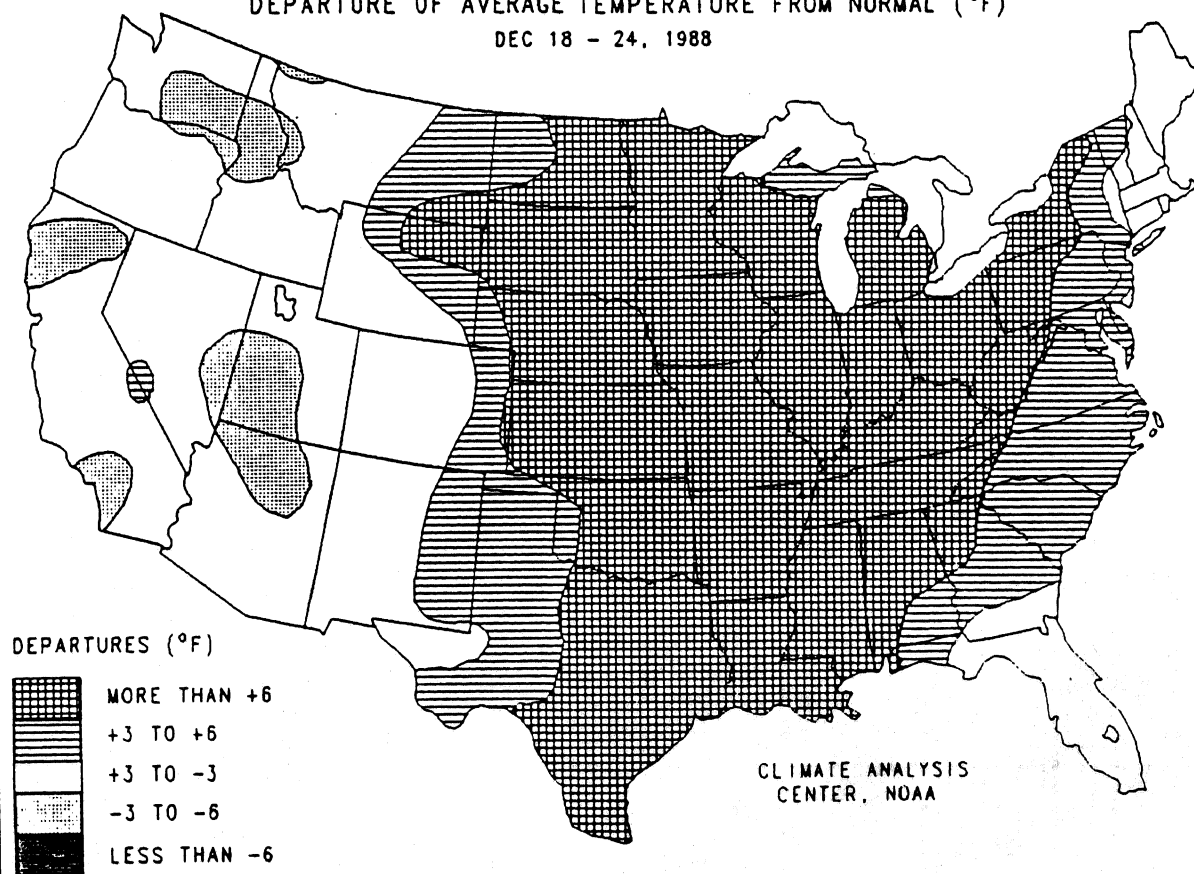 DEPARTURE OF AVERAGE TEMPERATURE FROM NORMAL (°F)
DEC 18 - 24, 1988
DEPARTURES (°F)
MORE THAN +6
+3 TO +6
+3 TO -3
-3 TO -6
LESS THAN -6
CLIMATE ANALYSIS
CENTER, NOAA